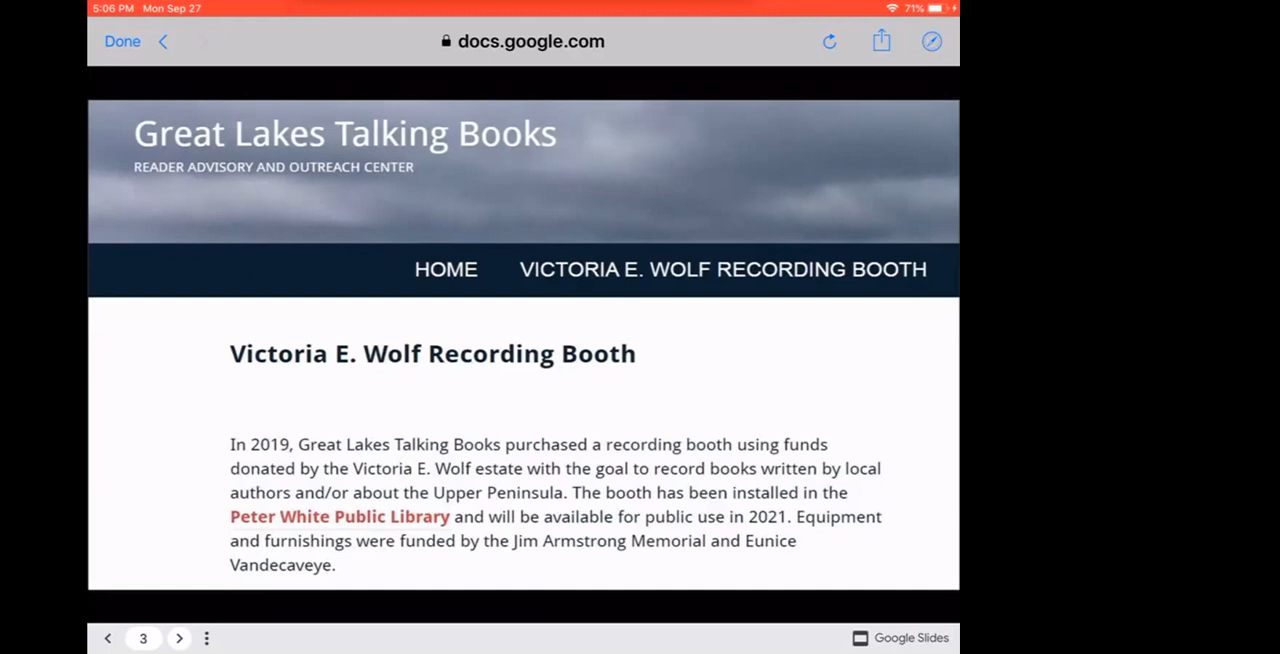 5:06 PM Mon Sep 27
71%
Done
docs.google.com
Great Lakes Talking Books
READER ADVISORY AND OUTREACH CENTER
HOME VICTORIA E. WOLF RECORDING BOOTH
Victoria E. Wolf Recording Booth
In 2019, Great Lakes Talking Books purchased a recording booth using funds
donated by the Victoria E. Wolf estate with the goal to record books written by local
authors and/or about the Upper Peninsula. The booth has been installed in the
Peter White Public Library and will be available for public use in 2021. Equipment
and furnishings were funded by the Jim Armstrong Memorial and Eunice
Vandecaveye.
3
Google Slides